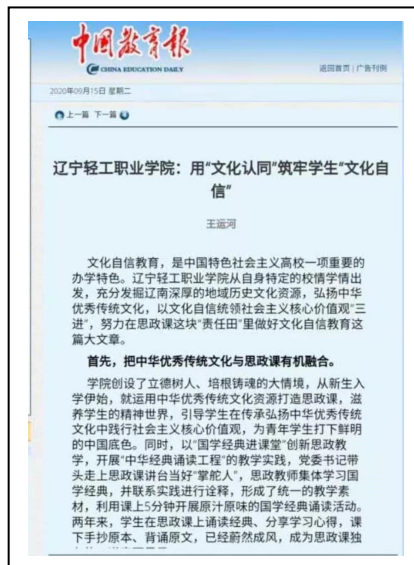 中国教育报
CHINA EDUCATION DAILY
返回首页 | 广告刊例
2020年09月15日 星期二
上一篇 下一篇
辽宁轻工职业学院：用“文化认同”筑牢学生“文化自
信”
王运河
文化自信教育，是中国特色社会主义高校一项重要的
办学特色。辽宁轻工职业学院从自身特定的校情学情出
发，充分发掘辽南深厚的地域历史文化资源，弘扬中华
优秀传统文化，以文化自信统领社会主义核心价值观“三
进”，努力在思政课这块“责任田”里做好文化自信教育这
篇大文章。
首先，把中华优秀传统文化与思政课有机融合。
学院创设了立德树人、培根铸魂的大情境，从新生入
学伊始，就运用中华优秀传统文化资源打造思政课，滋
养学生的精神世界，引导学生在传承弘扬中华优秀传统
文化中践行社会主义核心价值观，为青年学生打下鲜明
的中国底色。同时，以“国学经典进课堂”创新思政教
学，开展“中华经典诵读工程”的教学实践，党委书记带
头走上思政课讲台当好“掌舵人”，思政教师集体学习国
学经典，并联系实践进行诠释，形成了统一的教学素
材，利用课上5分钟开展原汁原味的国学经典诵读活动。
两年来，学生在思政课上诵读经典、分享学习心得，课
下手抄原本、背诵原文，已经蔚然成风，成为思政课独